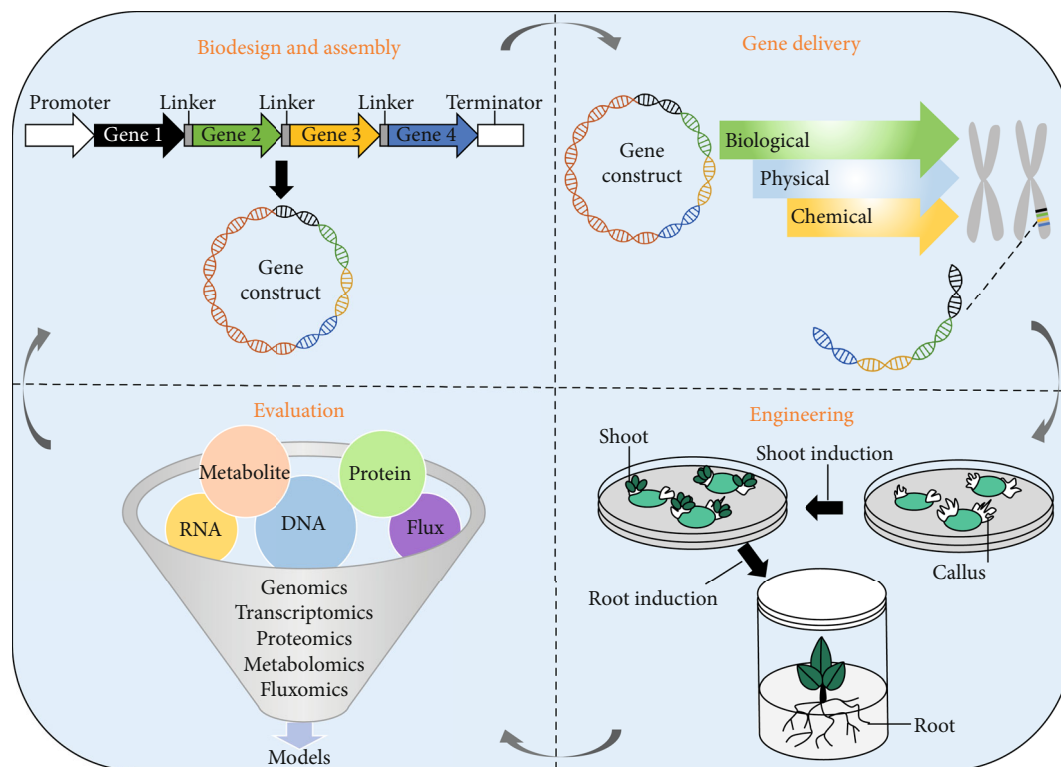 Biodesign and assembly
Promoter
Linker
Linker
Linker
Terminator
Gene 1
Gene 2
Gene 3
Gene 4
Gene
construct
Gene delivery
Gene
construct
Biological
Physical
Chemical
Evaluation
Metabolite
Protein
RNA
DNA
Flux
Genomics
Transcriptomics
Proteomics
Metabolomics
Fluxomics
Models
Engineering
Shoot
Shoot induction
Callus
Root induction
Root